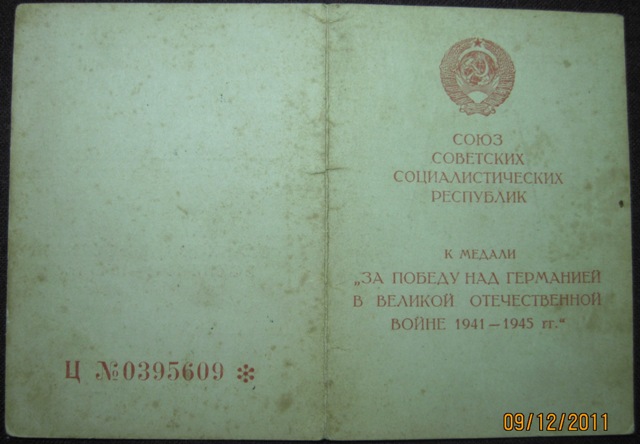 Ц №0395609 *
СОЮЗ
СОВЕТСКИХ
СОЦИАЛИСТИЧЕСКИХ
РЕСПУБЛИК
К МЕДАЛИ
„ЗА ПОБЕДУ НАД ГЕРМАНИЕЙ
В ВЕЛИКОЙ ОТЕЧЕСТВЕННОЙ
ВОЙНЕ 1941—1945 гг.“
09/12/2011